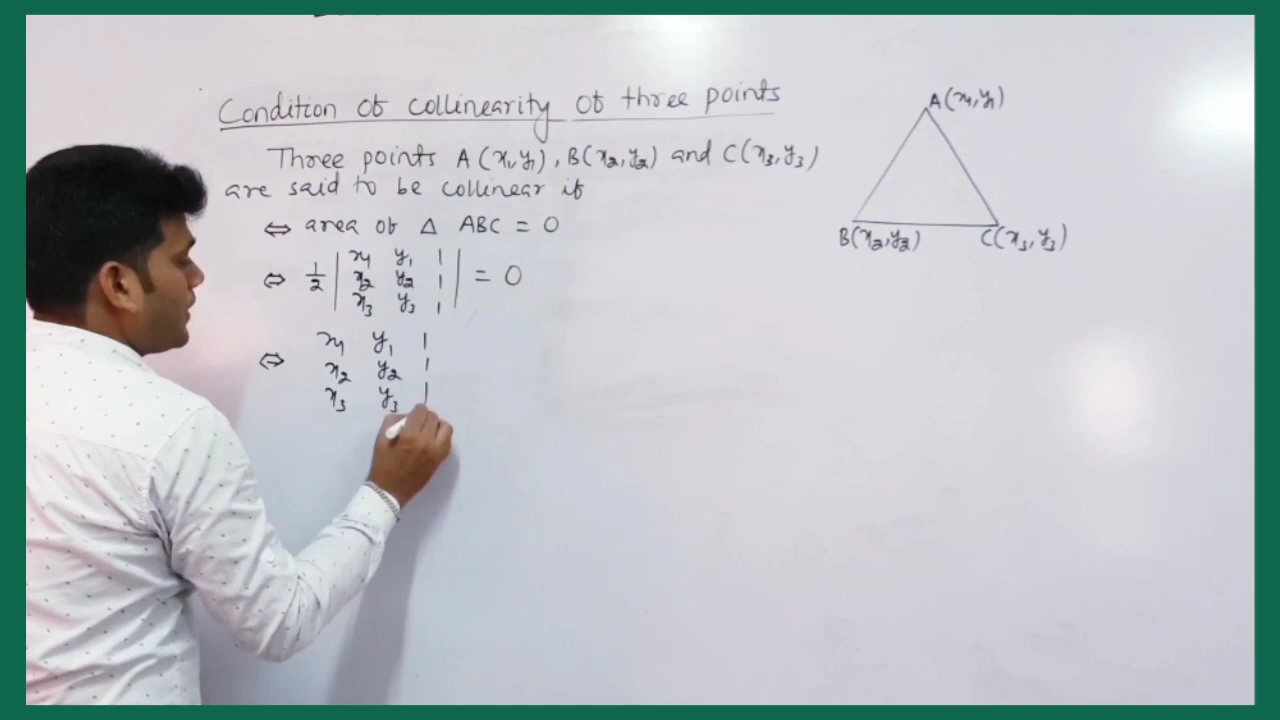 Condition of collinearity of three points
Three points A(x₁,y₁), B(x₂,y₂) and C(x₃,y₃)
are said to be collinear if
⇔ area of △ ABC = 0
⇔ 1/2 | x₁ y₁ 1 |
| x₂ y₂ 1 | = 0
| x₃ y₃ 1 |
⇔ x₁ y₁ 1
x₂ y₂ 1
x₃ y₃ 1
A(x₁,y₁)
B(x₂,y₂)
C(x₃,y₃)